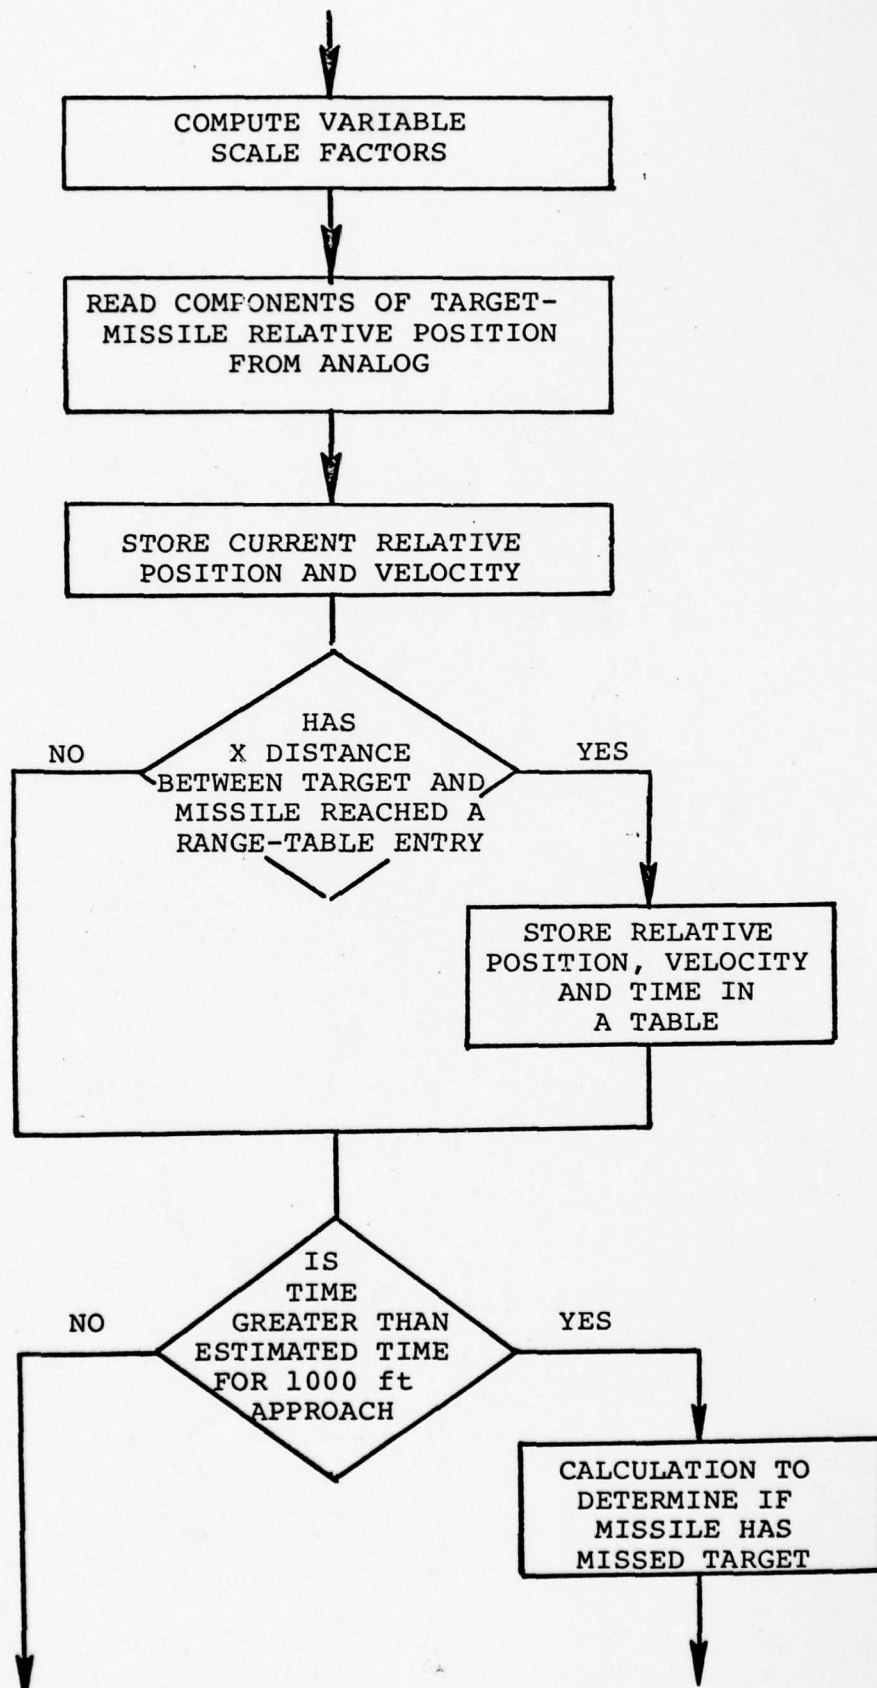 COMPUTE VARIABLE
SCALE FACTORS
READ COMPONENTS OF TARGET-
MISSILE RELATIVE POSITION
FROM ANALOG
STORE CURRENT RELATIVE
POSITION AND VELOCITY
HAS
X DISTANCE
BETWEEN TARGET AND
MISSILE REACHED A
RANGE-TABLE ENTRY
NO
YES
STORE RELATIVE
POSITION, VELOCITY
AND TIME IN
A TABLE
IS
TIME
GREATER THAN
ESTIMATED TIME
FOR 1000 ft
APPROACH
NO
YES
CALCULATION TO
DETERMINE IF
MISSILE HAS
MISSED TARGET